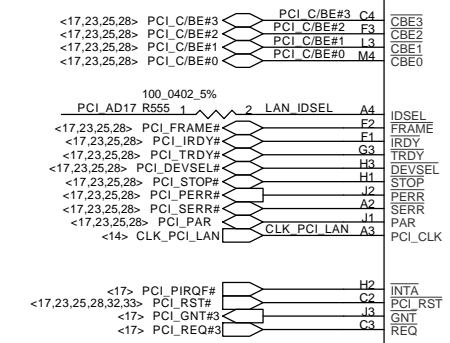 <17,23,25,28> PCI_C/BE#3 PCI_C/BE#3 C4 CBE3
<17,23,25,28> PCI_C/BE#2 PCI_C/BE#2 F3 CBE2
<17,23,25,28> PCI_C/BE#1 PCI_C/BE#1 L3 CBE1
<17,23,25,28> PCI_C/BE#0 PCI_C/BE#0 M4 CBE0
100_0402_5%
PCI_AD17 R555 1 2 LAN_IDSEL A4 IDSEL
<17,23,25,28> PCI_FRAME# F2 FRAME
<17,23,25,28> PCI_IRDY# F1 IRDY
<17,23,25,28> PCI_TRDY# G3 TRDY
<17,23,25,28> PCI_DEVSEL# H3 DEVSEL
<17,23,25,28> PCI_STOP# H1 STOP
<17,23,25,28> PCI_PERR# J2 PERR
<17,23,25,28> PCI_SERR# A2 SERR
<17,23,25,28> PCI_PAR J1 PAR
<14> CLK_PCI_LAN CLK_PCI_LAN A3 PCI_CLK
<17> PCI_PIRQF# H2 INTA
<17,23,25,28,32,33> PCI_RST# C2 PCI_RST
<17> PCI_GNT#3 J3 GNT
<17> PCI_REQ#3 C3 REQ